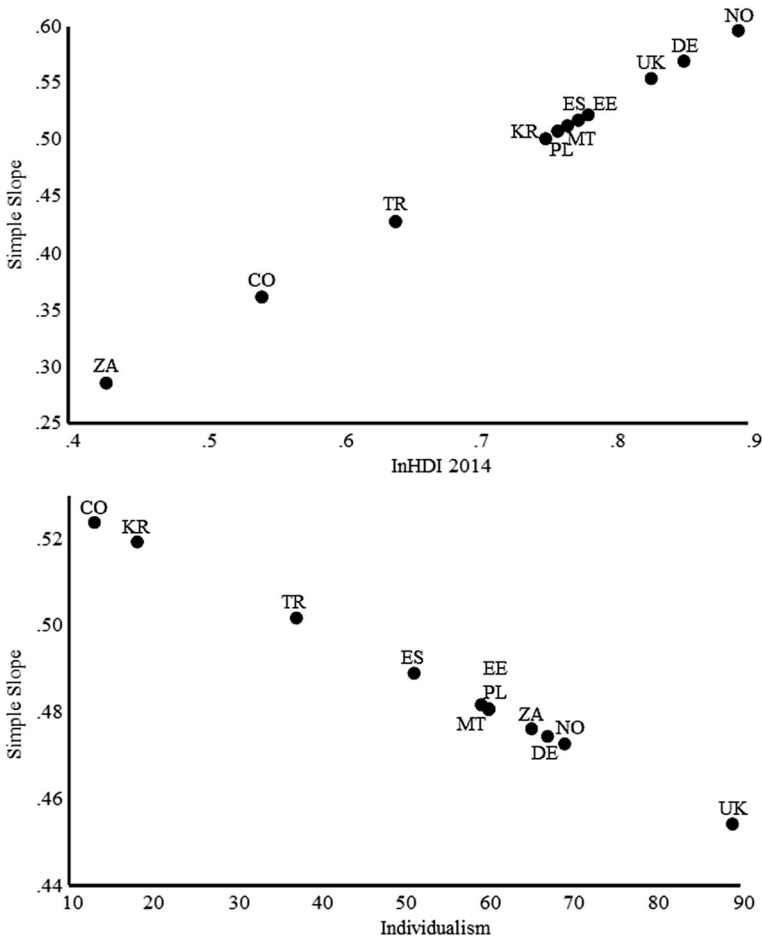 .60
NO
DE
UK
.55
ES EE
.50
KR
MT
PL
.45
TR
.40
CO
.35
ZA
.30
.25
Simple Slope
.4 .5 .6 .7 .8 .9
InHDI 2014
CO
KR
.52
TR
.50
ES
EE
PL
.48
MT
ZA
NO
DE
.46
UK
.44
Simple Slope
10 20 30 40 50 60 70 80 90
Individualism